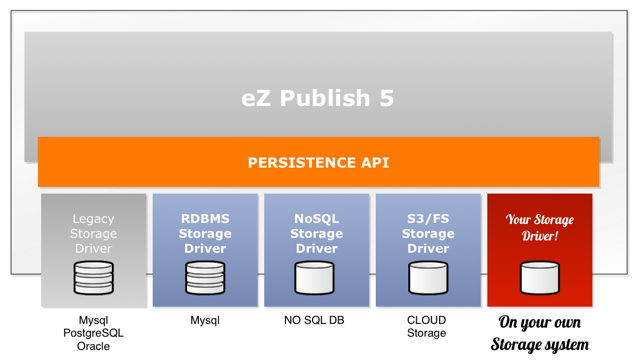 eZ Publish 5
PERSISTENCE API
Legacy
Storage
Driver
RDBMS
Storage
Driver
NoSQL
Storage
Driver
S3/FS
Storage
Driver
Your Storage
Driver!
Mysql
PostgreSQL
Oracle
Mysql
NO SQL DB
CLOUD
Storage
On your own
Storage system